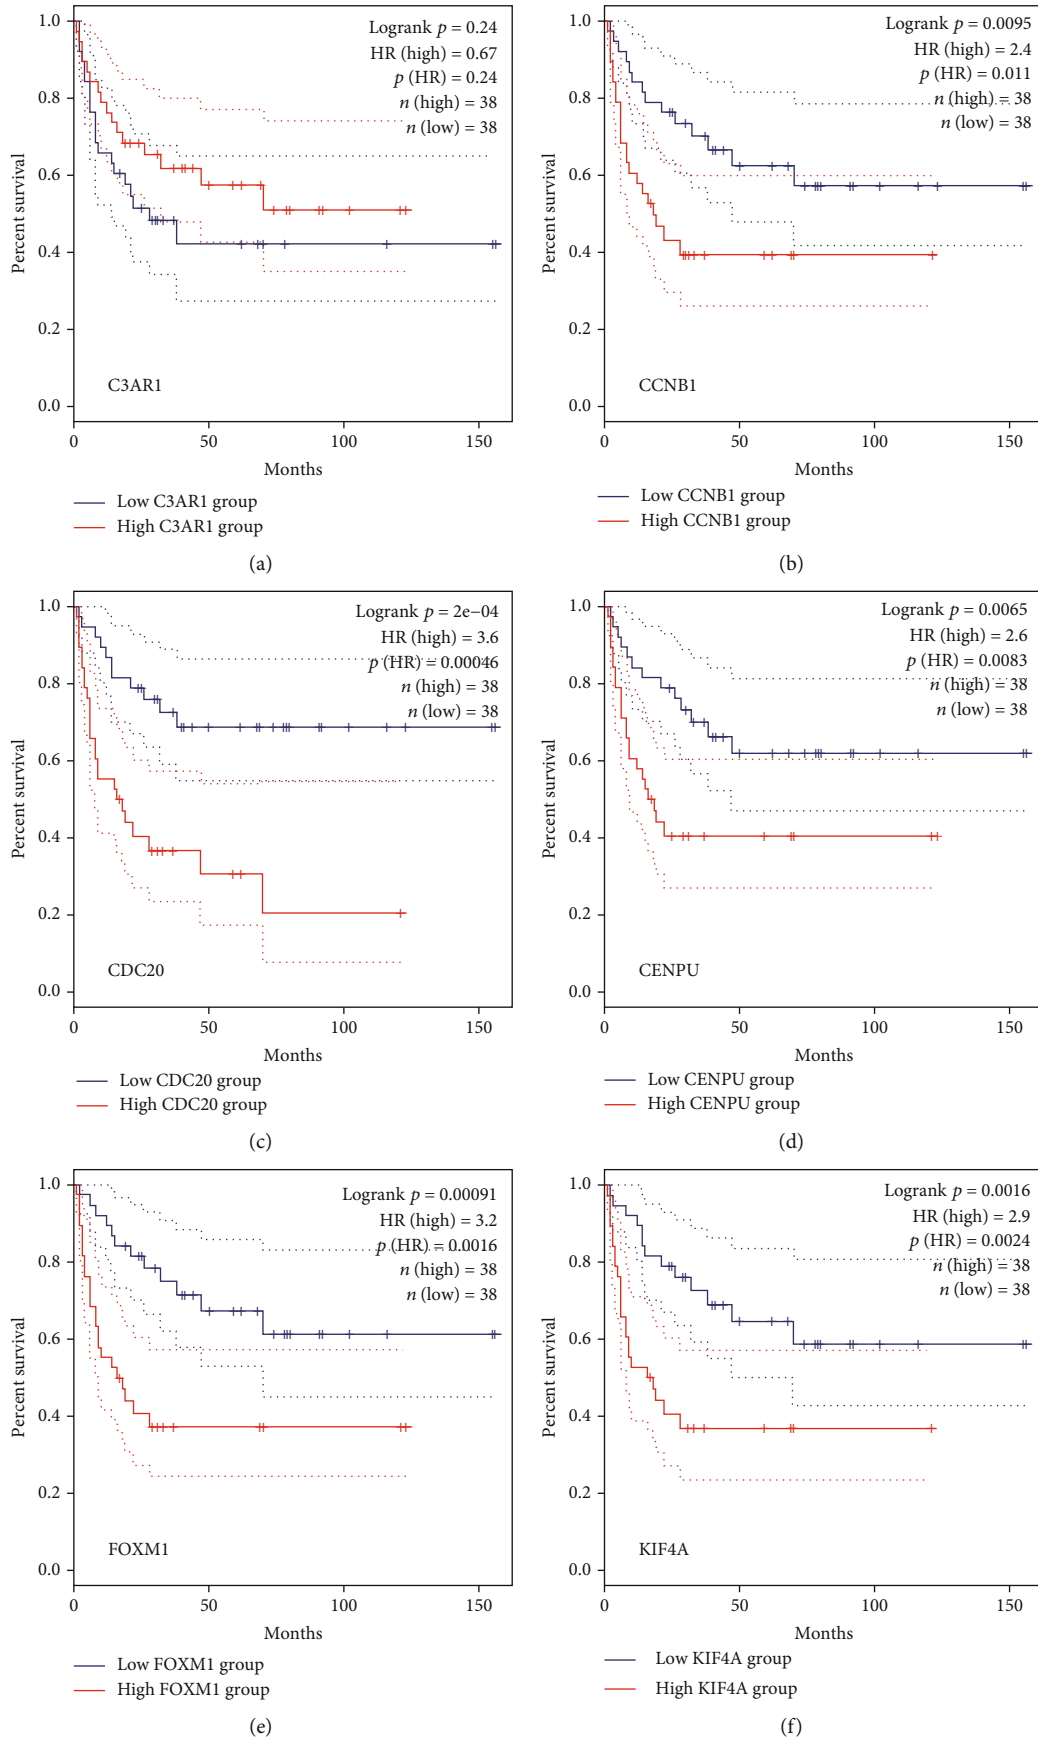 1.0
0.8
0.6
0.4
0.2
0.0
Percent survival
Logrank p = 0.24
HR (high) = 0.67
p (HR) = 0.24
n (high) = 38
n (low) = 38
C3AR1
0 50 100 150
Months
Low C3AR1 group
High C3AR1 group
(a)
1.0
0.8
0.6
0.4
0.2
0.0
Percent survival
Logrank p = 0.0095
HR (high) = 2.4
p (HR) = 0.011
n (high) = 38
n (low) = 38
CCNB1
0 50 100 150
Months
Low CCNB1 group
High CCNB1 group
(b)
1.0
0.8
0.6
0.4
0.2
0.0
Percent survival
Logrank p = 2e−04
HR (high) = 3.6
p (HR) = 0.00046
n (high) = 38
n (low) = 38
CDC20
0 50 100 150
Months
Low CDC20 group
High CDC20 group
(c)
1.0
0.8
0.6
0.4
0.2
0.0
Percent survival
Logrank p = 0.0065
HR (high) = 2.6
p (HR) = 0.0083
n (high) = 38
n (low) = 38
CENPU
0 50 100 150
Months
Low CENPU group
High CENPU group
(d)
1.0
0.8
0.6
0.4
0.2
0.0
Percent survival
Logrank p = 0.00091
HR (high) = 3.2
p (HR) = 0.0016
n (high) = 38
n (low) = 38
FOXM1
0 50 100 150
Months
Low FOXM1 group
High FOXM1 group
(e)
1.0
0.8
0.6
0.4
0.2
0.0
Percent survival
Logrank p = 0.0016
HR (high) = 2.9
p (HR) = 0.0024
n (high) = 38
n (low) = 38
KIF4A
0 50 100 150
Months
Low KIF4A group
High KIF4A group
(f)